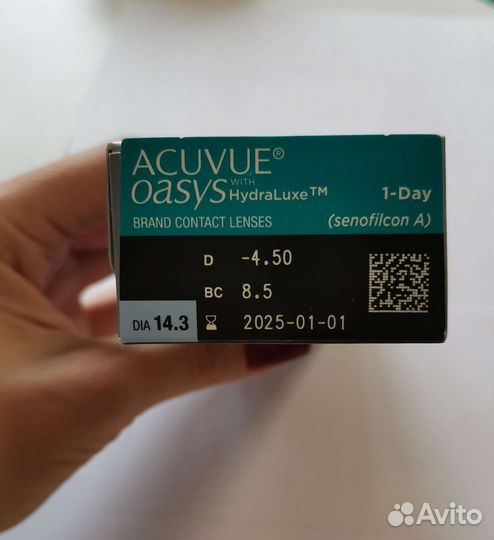 ACUVUE®
OASYS WITH HydraLuxe™ 1-Day
BRAND CONTACT LENSES (senofilcon A)
D -4.50
BC 8.5
DIA 14.3 2025-01-01
Avito